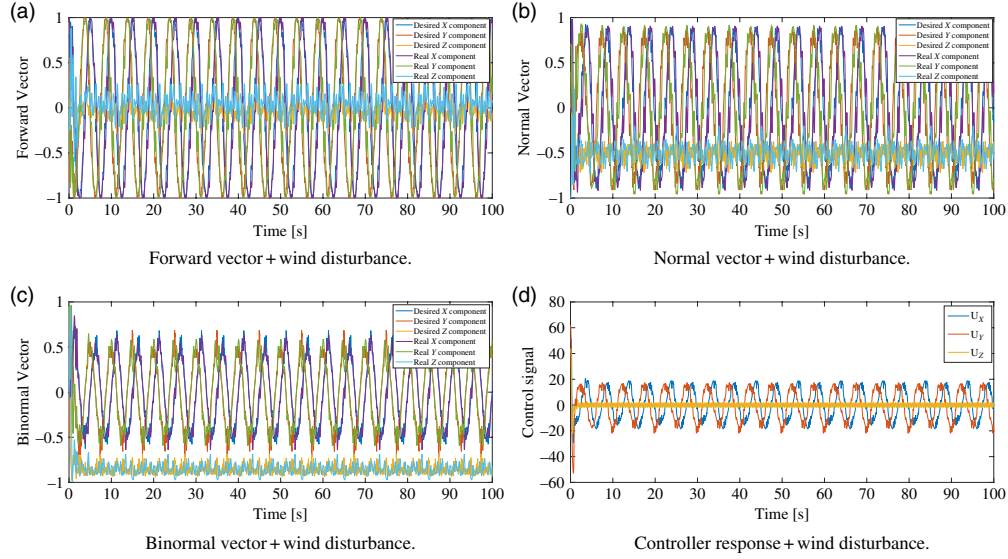 (a)
1
0.5
0
−0.5
−1
Forward Vector
Desired X component
Desired Y component
Desired Z component
Real X component
Real Y component
Real Z component
0 10 20 30 40 50 60 70 80 90 100
Time [s]
Forward vector + wind disturbance.
(b)
1
0.5
0
−0.5
−1
Normal Vector
Desired X component
Desired Y component
Desired Z component
Real X component
Real Y component
Real Z component
0 10 20 30 40 50 60 70 80 90 100
Time [s]
Normal vector + wind disturbance.
(c)
1
0.5
0
−0.5
−1
Binormal Vector
Desired X component
Desired Y component
Desired Z component
Real X component
Real Y component
Real Z component
0 10 20 30 40 50 60 70 80 90 100
Time [s]
Binormal vector + wind disturbance.
(d)
80
60
40
20
0
−20
−40
−60
Control signal
U_X
U_Y
U_Z
0 10 20 30 40 50 60 70 80 90 100
Time [s]
Controller response + wind disturbance.